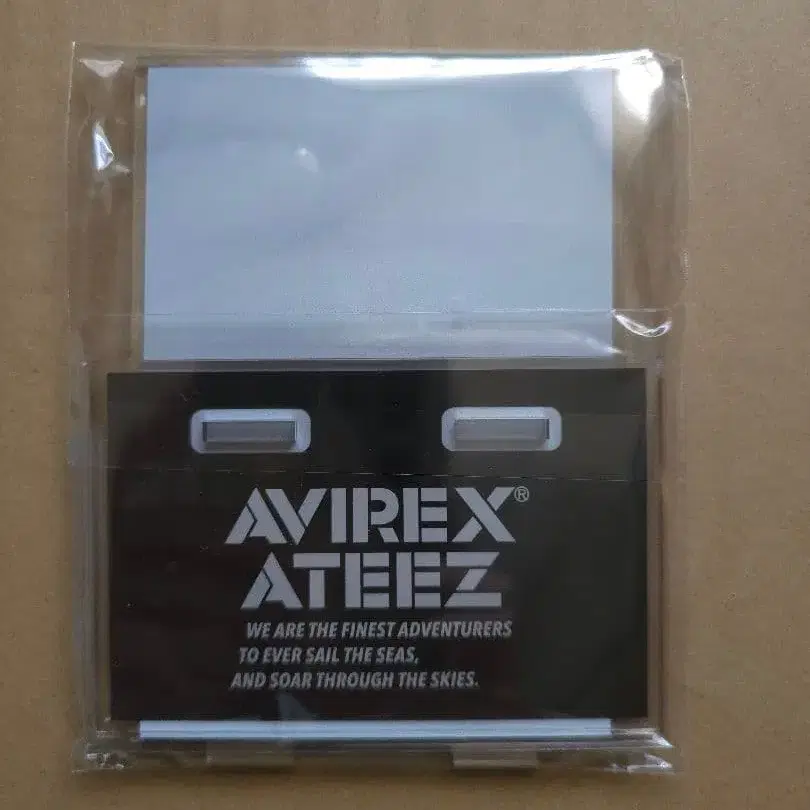 AVIREX®
ATEEZ
WE ARE THE FINEST ADVENTURERS
TO EVER SAIL THE SEAS,
AND SOAR THROUGH THE SKIES.